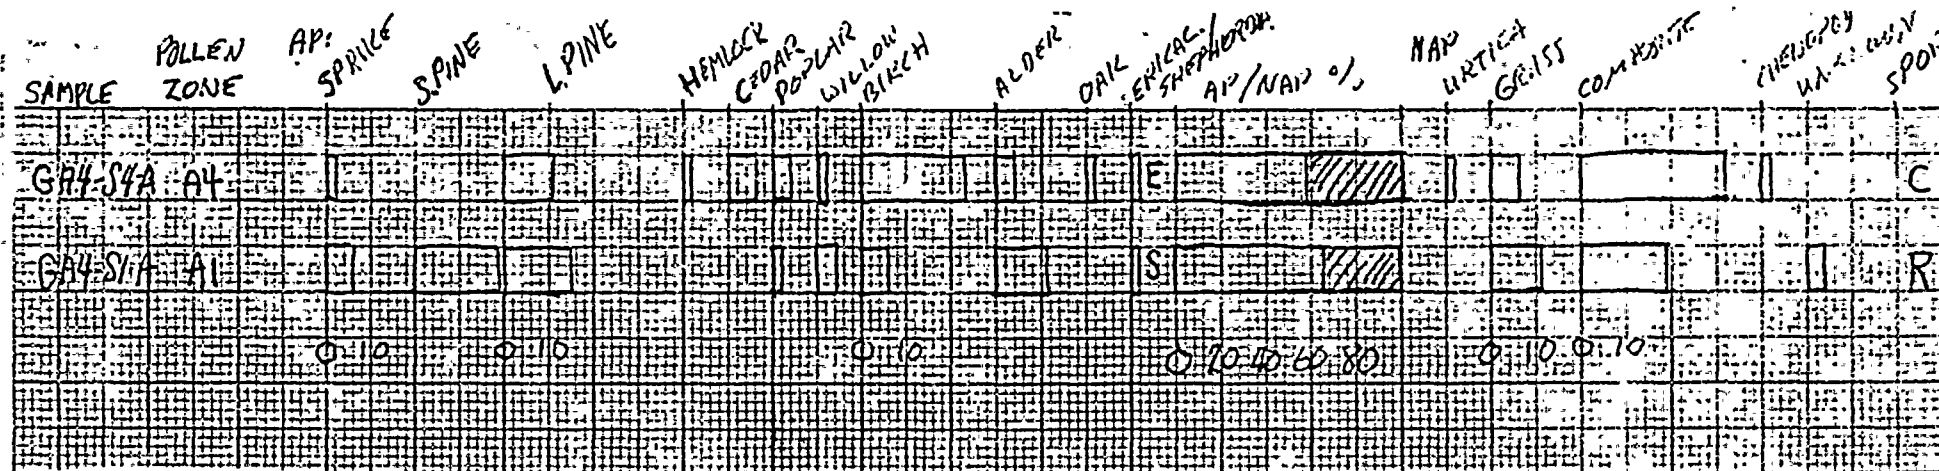 SAMPLE POLLEN ZONE AP: SPRUCE S.PINE L.PINE HEMLOCK CEDAR POPLAR WILLOW BIRCH ALDER OAK ERICAC./ SHEPHERDIA AP/NAP % NAP URTICA GRASS COMPOSITE
GA4-S4A A4 E C
GA4-S1A A1 S R
0 10 0 10 0 10 0 20 40 60 80 0 10 0 10